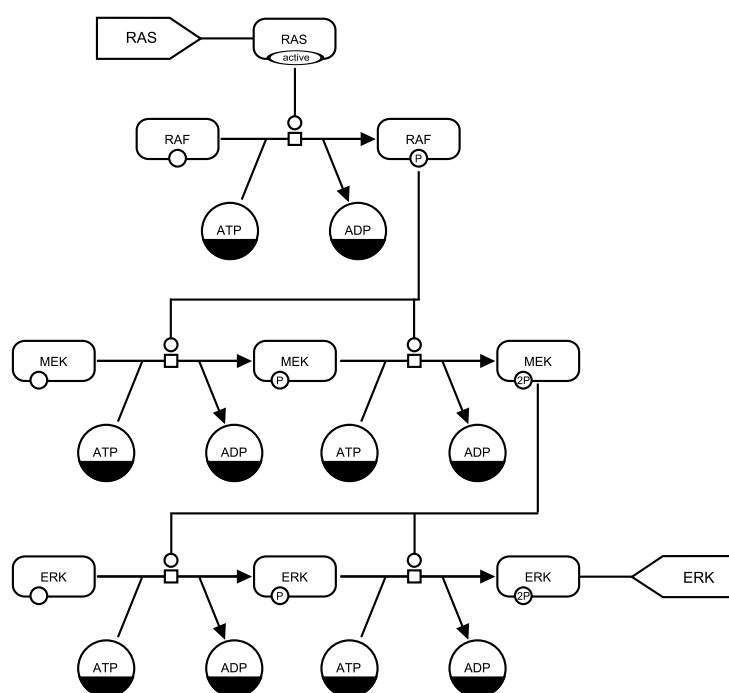 RAS
RAS
active
RAF
RAF
P
ATP
ADP
MEK
MEK
P
MEK
2P
ATP
ADP
ATP
ADP
ERK
ERK
P
ERK
2P
ERK
ATP
ADP
ATP
ADP